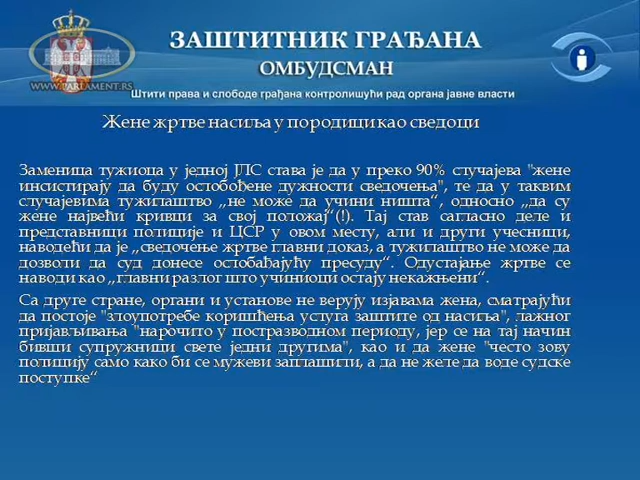 ЗАШТИТНИК ГРАЂАНА
ОМБУДСМАН
WWW.PARLAMENT.RS
Штити права и слободе грађана контролишући рад органа јавне власти
Жене жртве насиља у породици као сведоци
Заменица тужиоца у једној ЈЛС става је да у преко 90% случајева "жене
инсистирају да буду ослобођене дужности сведочења", те да у таквим
случајевима тужилаштво „не може да учини ништа“, односно „да су
жене највећи кривци за свој положај“(!). Тај став сагласно деле и
представници полиције и ЦСР у овом месту, али и други учесници,
наводећи да је „сведочење жртве главни доказ, а тужилаштво не може да
дозволи да суд донесе ослобађајућу пресуду“. Одустајање жртве се
наводи као „главни разлог што учиниоци остају некажњени“.
Са друге стране, органи и установе не верују изјавама жена, сматрајући
да постоје "злоупотребе коришћења услуга заштите од насиља", лажног
пријављивања "нарочито у постразводном периоду, јер се на тај начин
бивши супружници свете једни другима", као и да жене "често зову
полицију само како би се мужеви заплашили, а да не желе да воде судске
поступке“